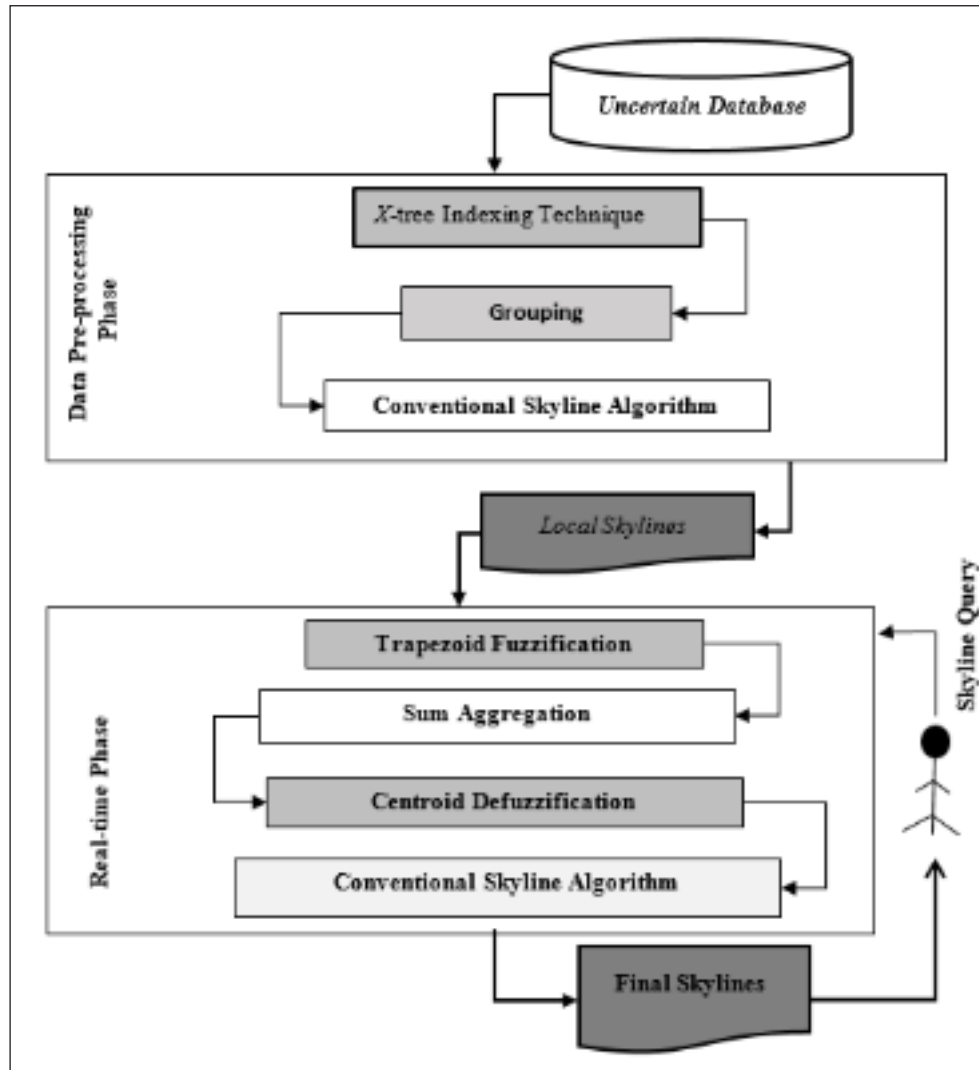 Uncertain Database
Data Pre-processing
Phase
X-tree Indexing Technique
Grouping
Conventional Skyline Algorithm
Local Skylines
Real-time Phase
Trapezoid Fuzzification
Sum Aggregation
Centroid Defuzzification
Conventional Skyline Algorithm
Skyline Query
Final Skylines